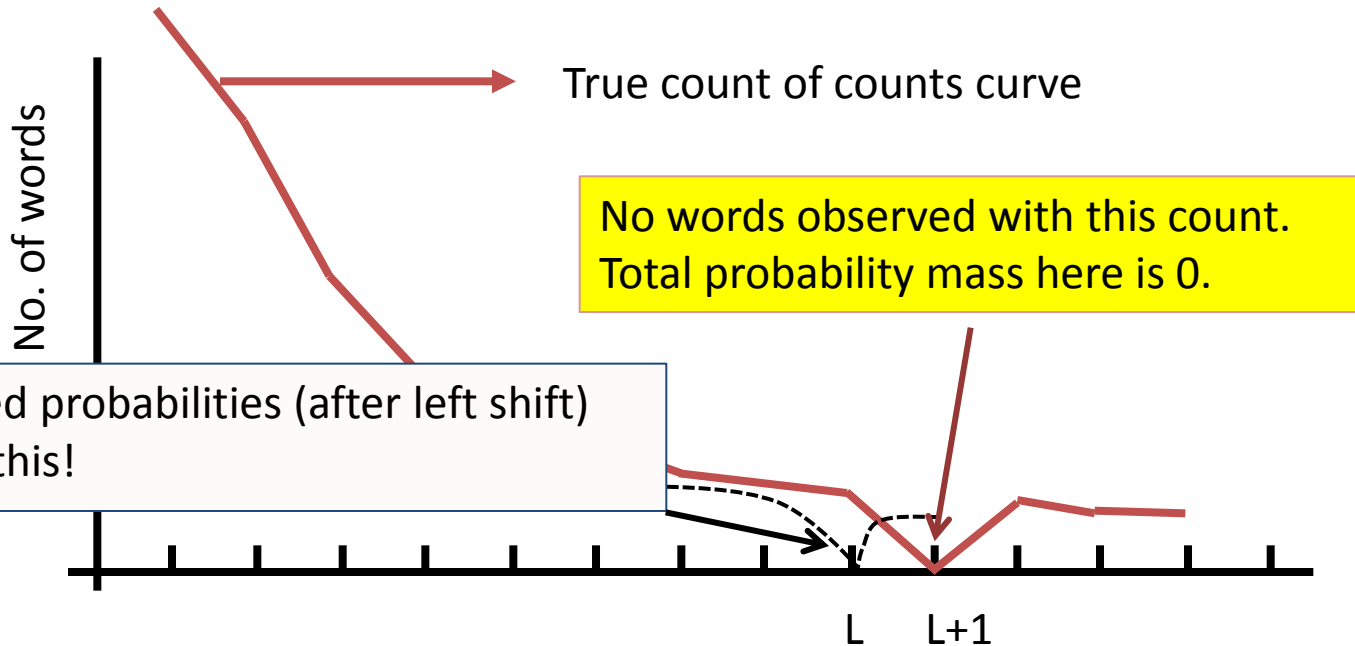 True count of counts curve
No. of words
No words observed with this count.
Total probability mass here is 0.
probabilities (after left shift)
this!
L L+1